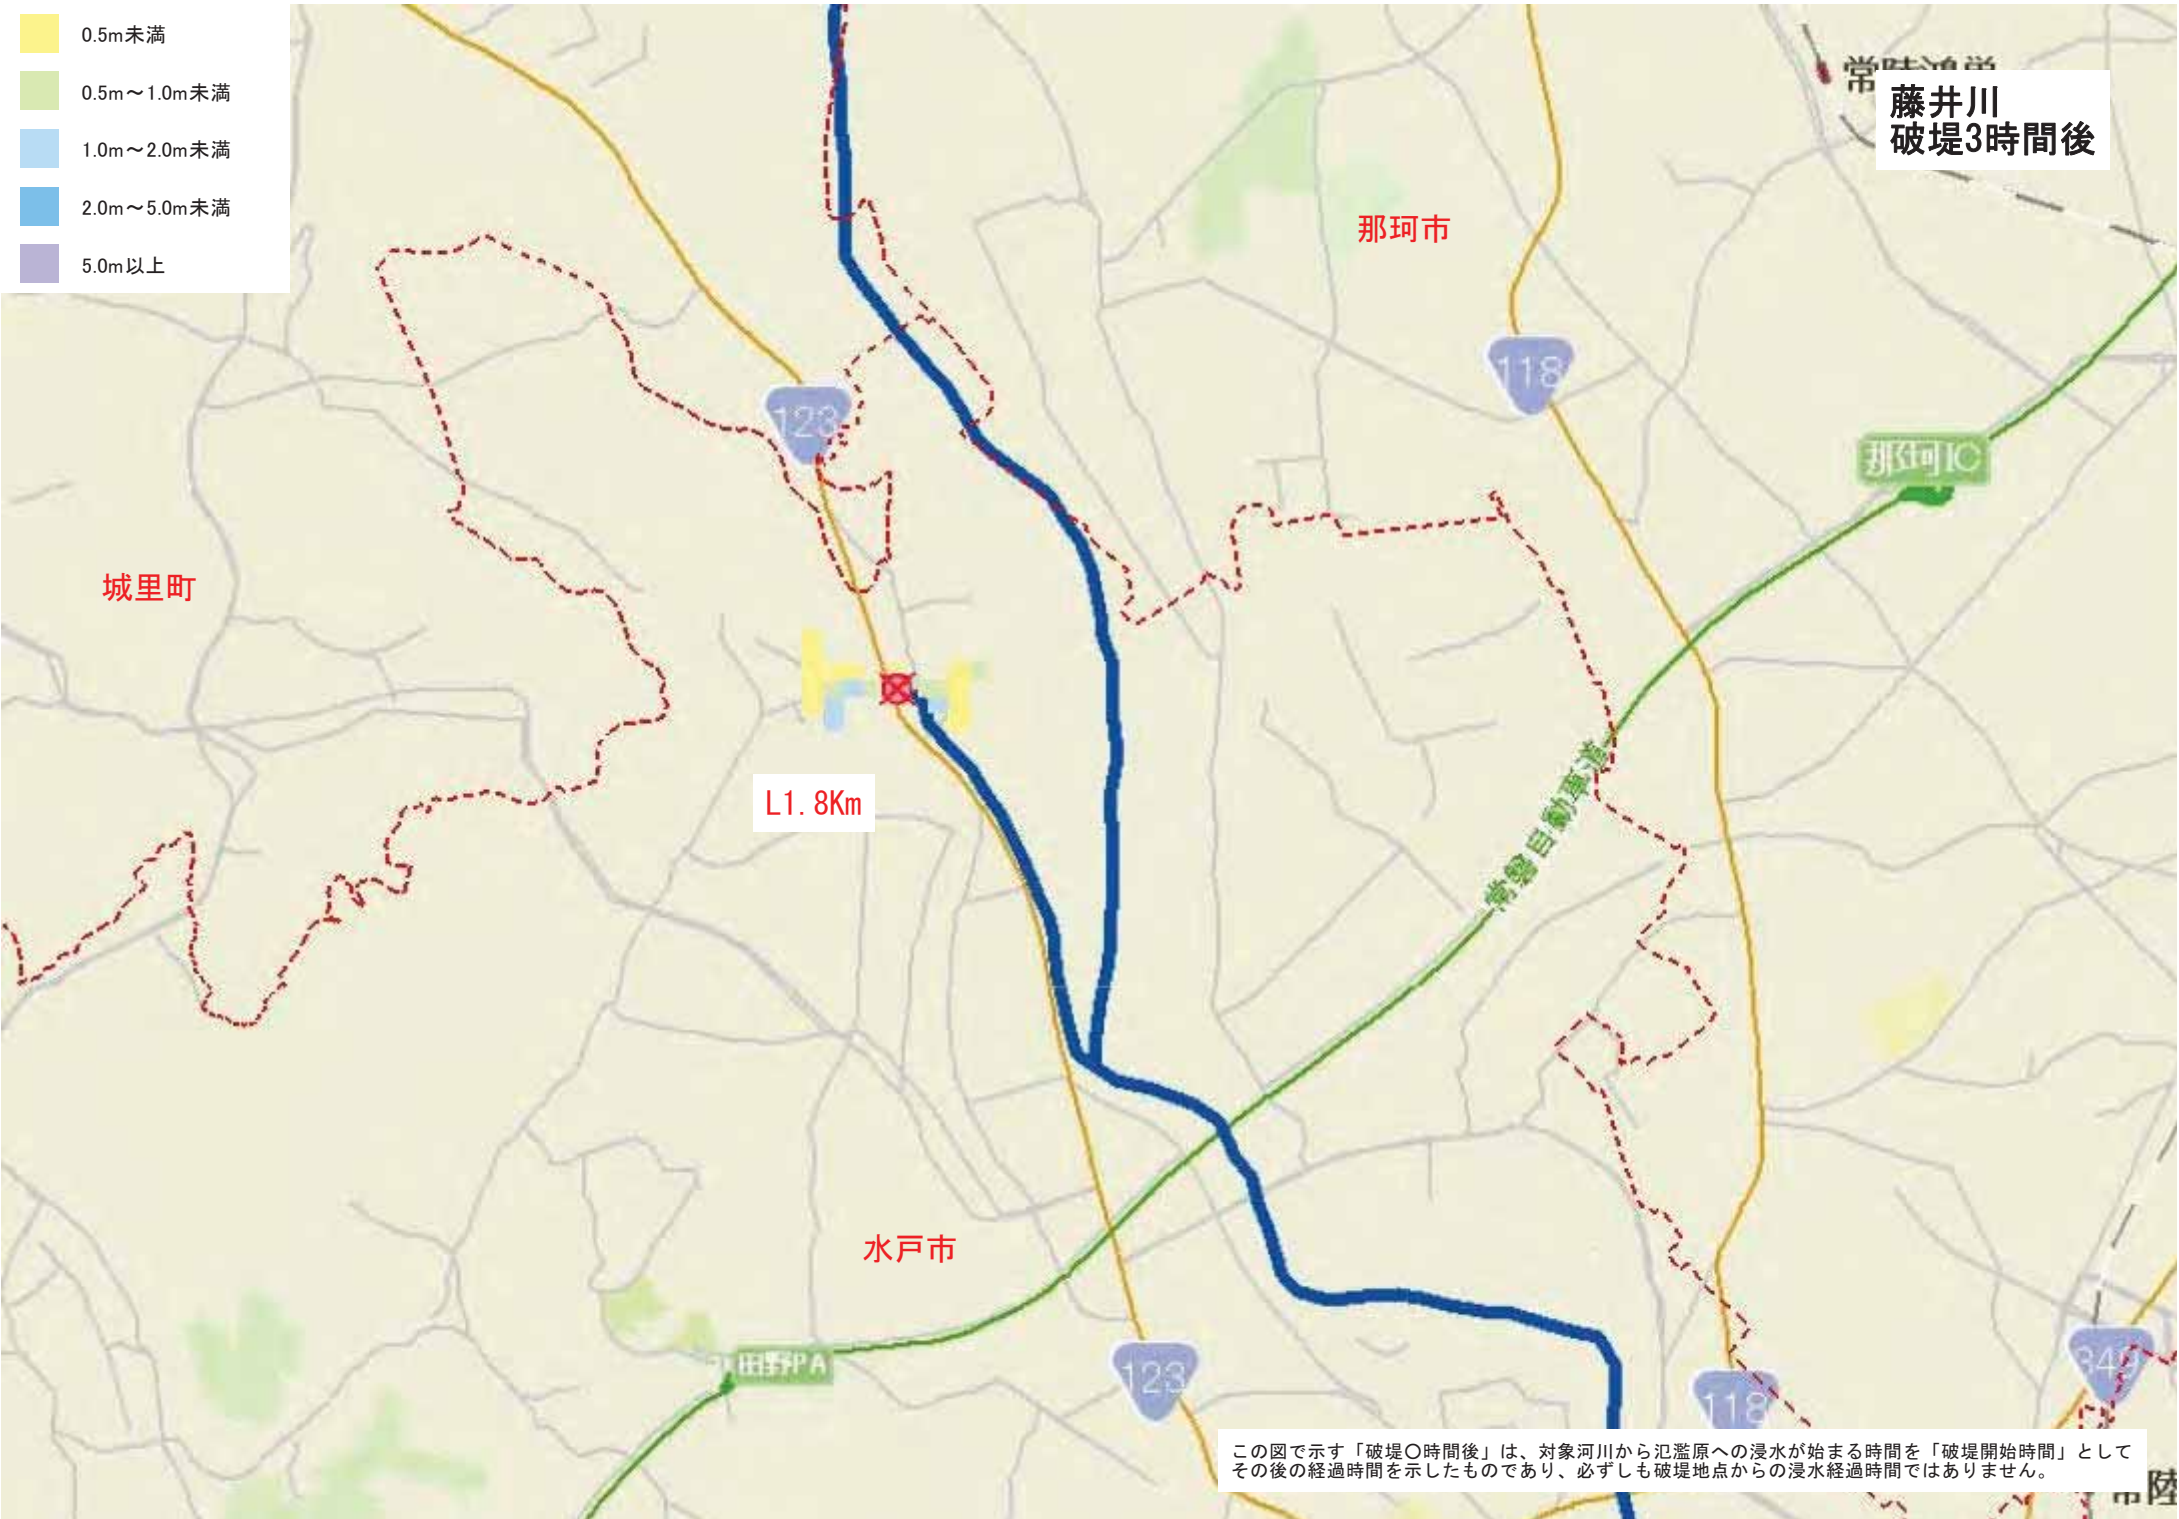 0.5m未満
0.5m～1.0m未満
1.0m～2.0m未満
2.0m～5.0m未満
5.0m以上
藤井川
破堤3時間後
那珂市
118
123
那珂IC
城里町
常磐自動車道
L1.8Km
水戸市
田野PA
123
118
349
この図で示す「破堤〇時間後」は、対象河川から氾濫原への浸水が始まる時間を「破堤開始時間」として
その後の経過時間を示したものであり、必ずしも破堤地点からの浸水経過時間ではありません。